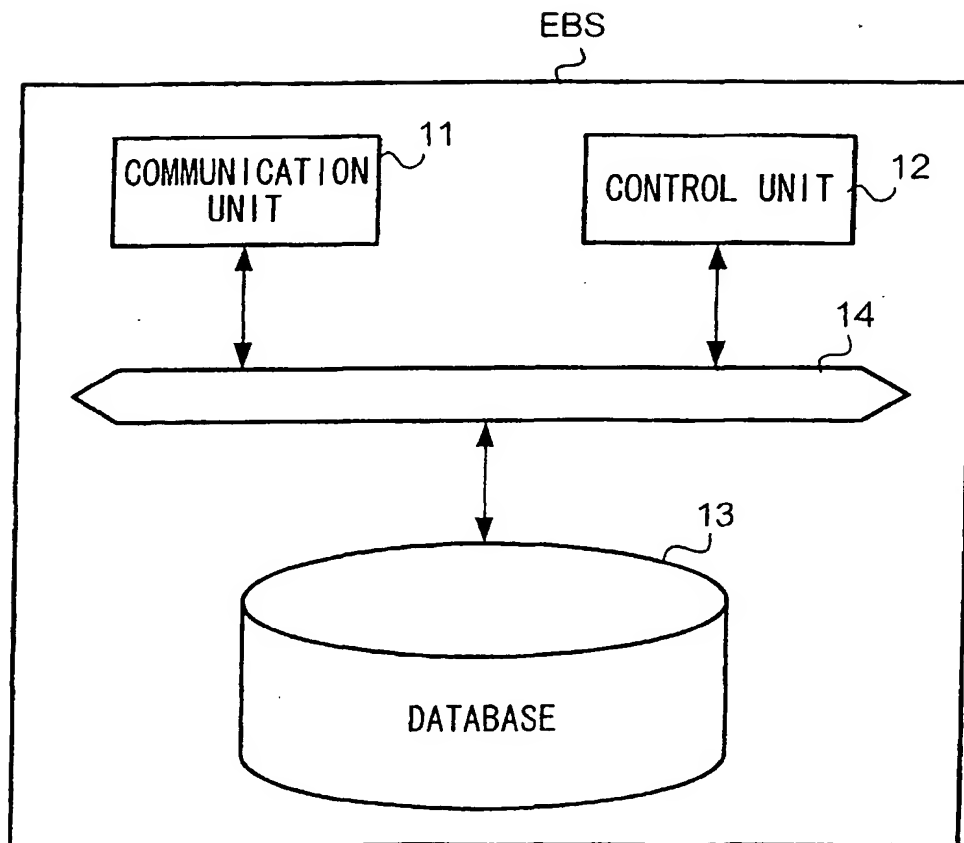 EBS
11
COMMUNICATION
UNIT
12
CONTROL UNIT
14
13
DATABASE